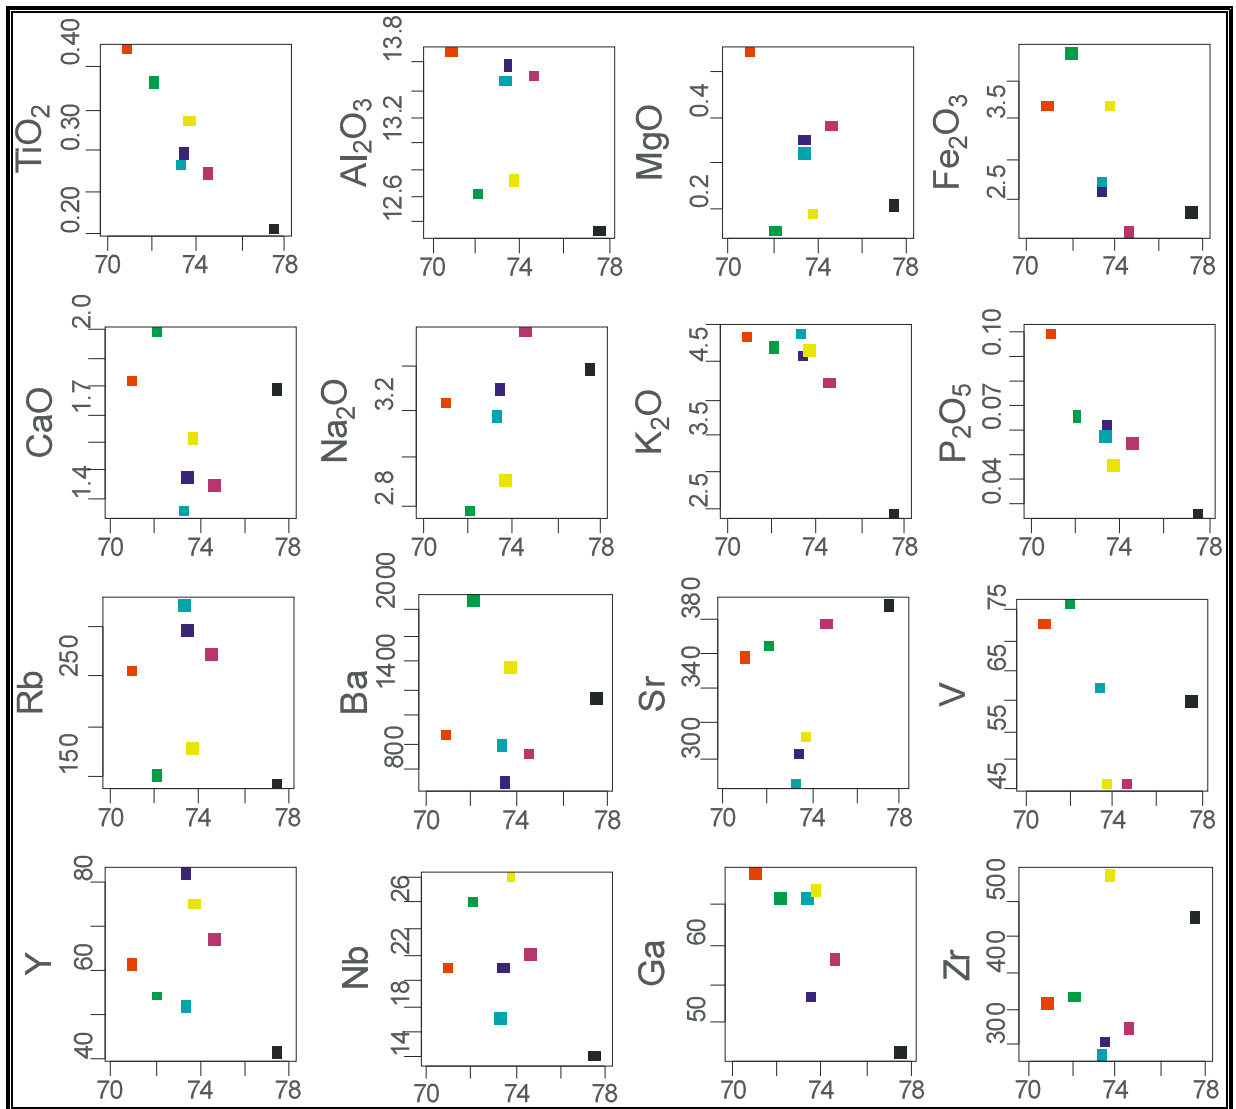 TiO2
0.20 0.30 0.40
70 74 78
Al2O3
12.6 13.2 13.8
70 74 78
MgO
0.2 0.4
70 74 78
Fe2O3
2.5 3.5
70 74 78
CaO
1.4 1.7 2.0
70 74 78
Na2O
2.8 3.2
70 74 78
K2O
2.5 3.5 4.5
70 74 78
P2O5
0.04 0.07 0.10
70 74 78
Rb
150 250
70 74 78
Ba
800 1400 2000
70 74 78
Sr
300 340 380
70 74 78
V
45 55 65 75
70 74 78
Y
40 60 80
70 74 78
Nb
14 18 22 26
70 74 78
Ga
50 60
70 74 78
Zr
300 400 500
70 74 78